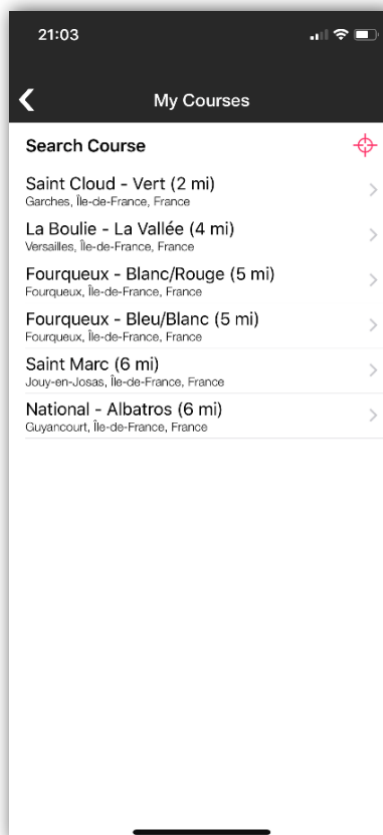 21:03
My Courses
Search Course
Saint Cloud - Vert (2 mi)
Garches, Île-de-France, France
La Boulie - La Vallée (4 mi)
Versailles, Île-de-France, France
Fourqueux - Blanc/Rouge (5 mi)
Fourqueux, Île-de-France, France
Fourqueux - Bleu/Blanc (5 mi)
Fourqueux, Île-de-France, France
Saint Marc (6 mi)
Jouy-en-Josas, Île-de-France, France
National - Albatros (6 mi)
Guyancourt, Île-de-France, France